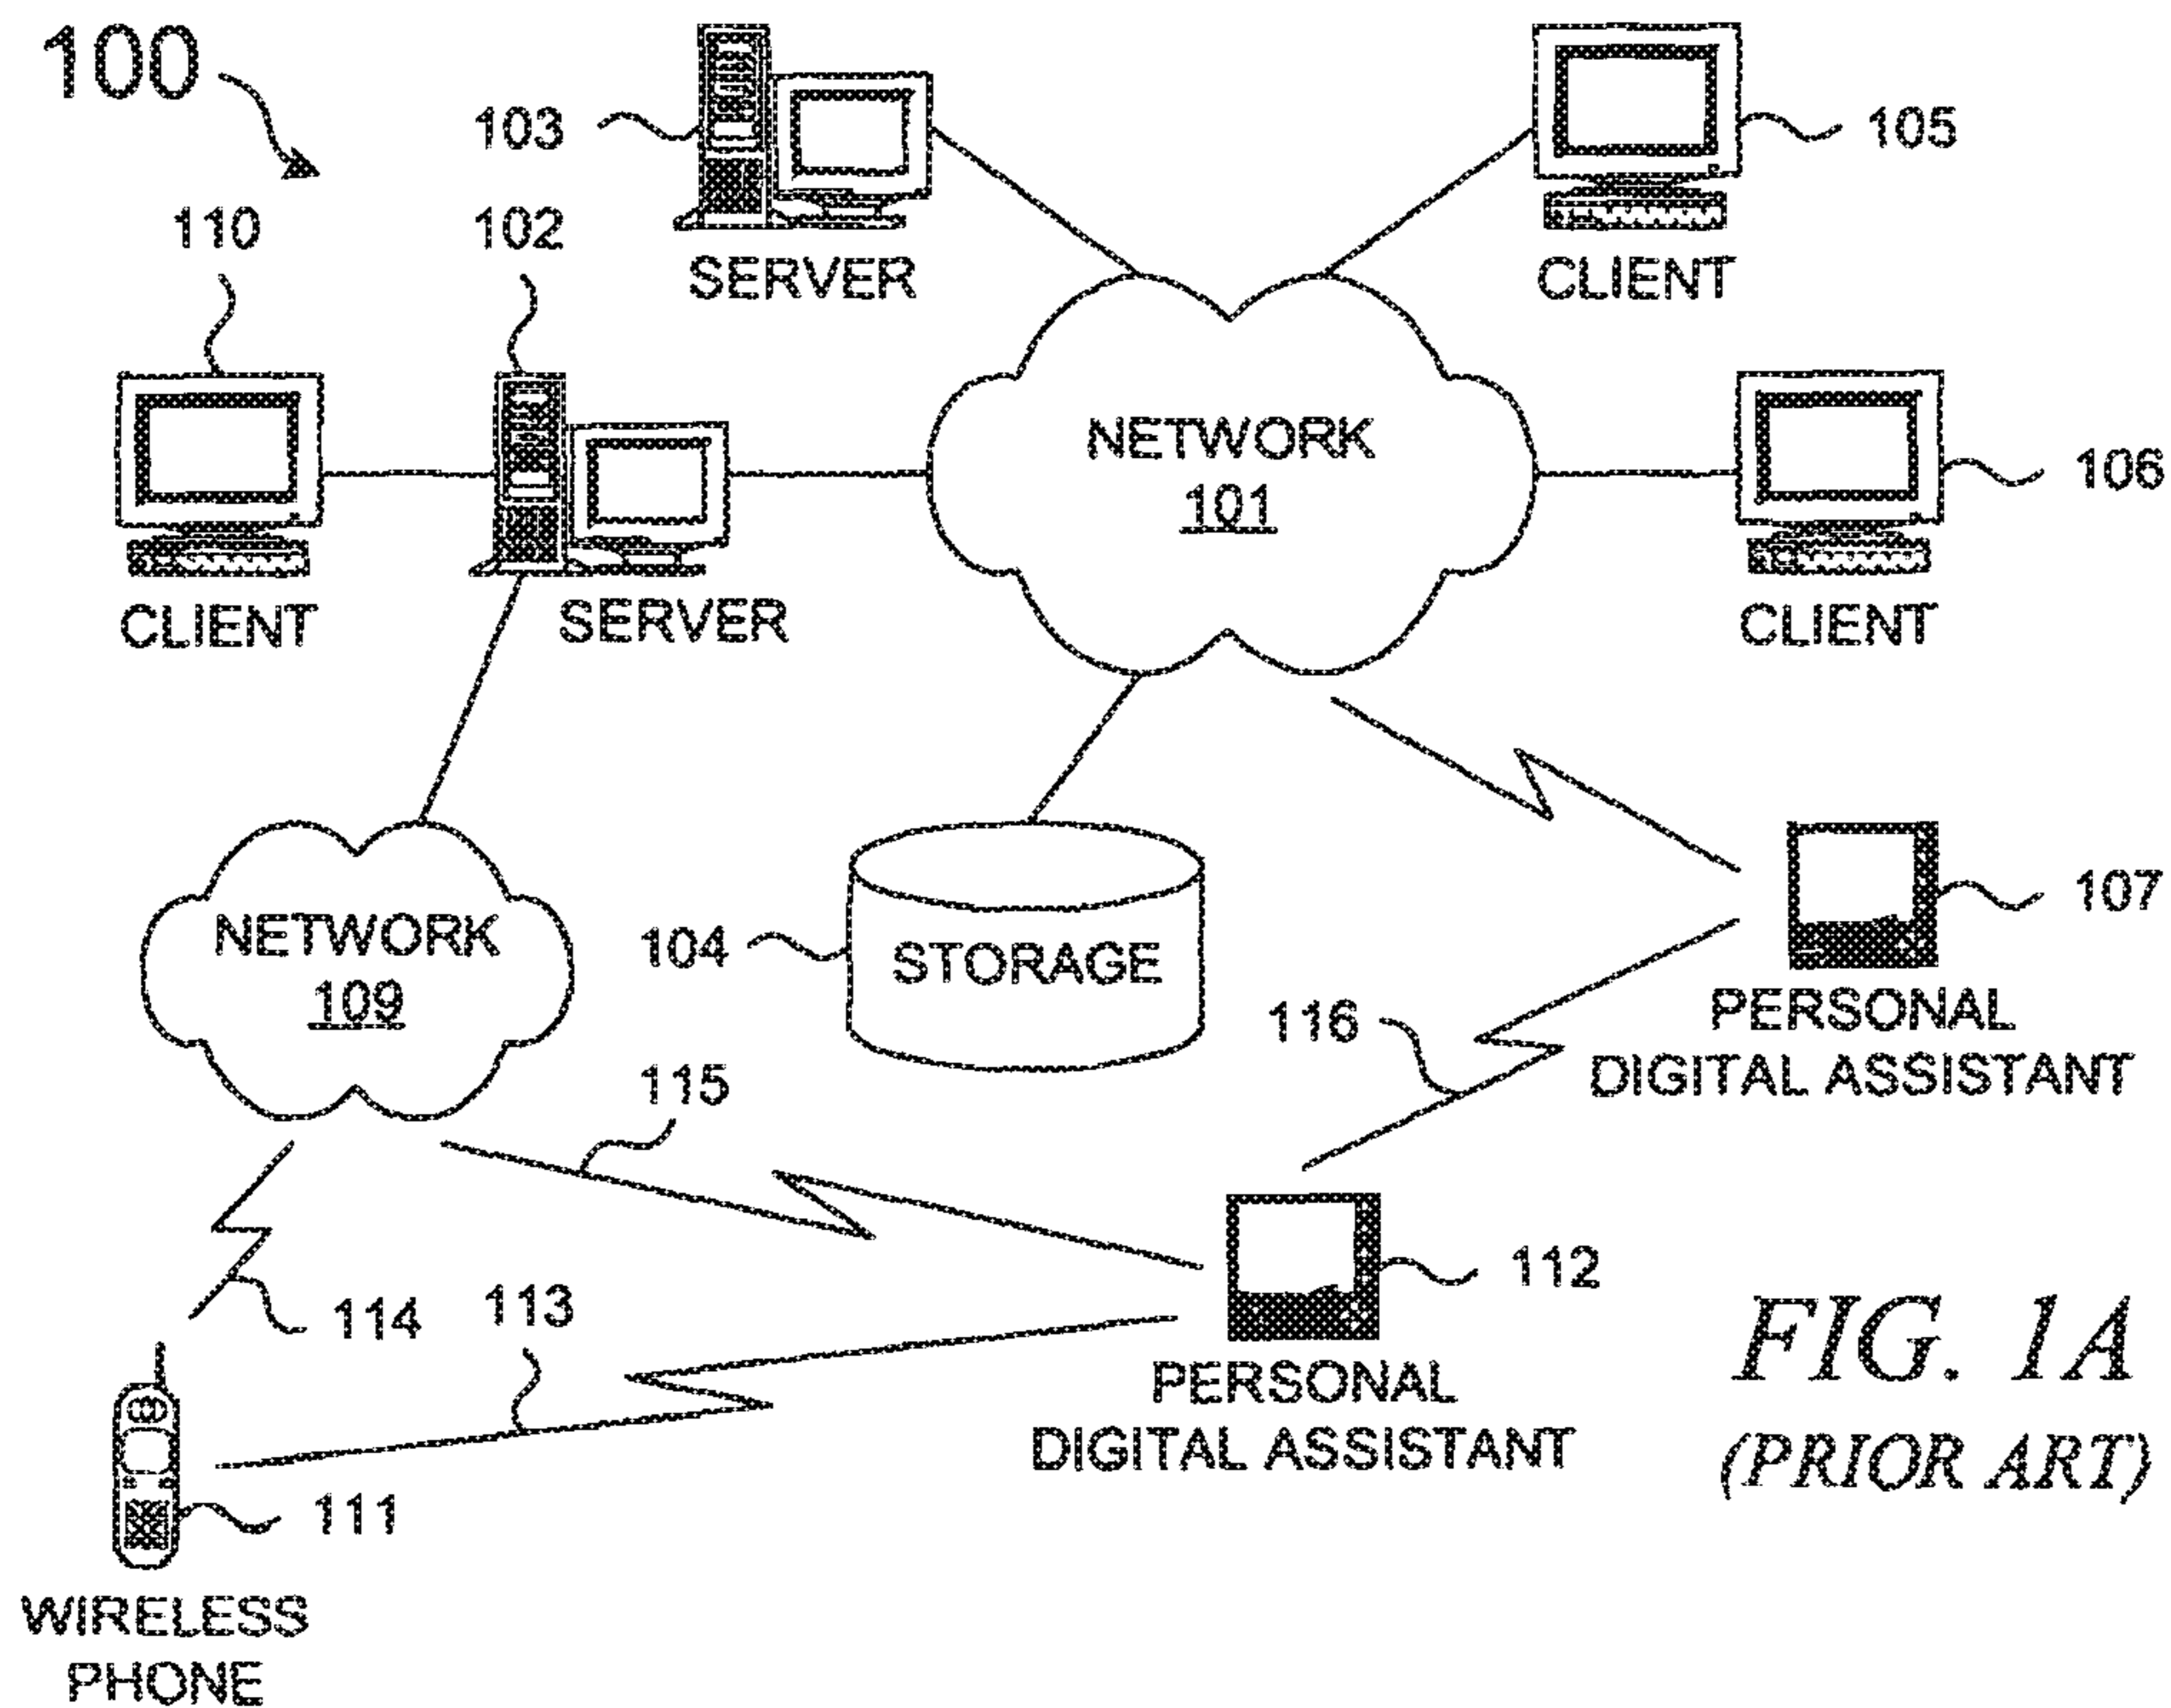 100
103
105
110
102
SERVER
CLIENT
NETWORK
101
106
CLIENT
SERVER
CLIENT
107
NETWORK
109
104
STORAGE
116
PERSONAL
DIGITAL ASSISTANT
115
112
114
113
FIG. 1A
(PRIOR ART)
PERSONAL
DIGITAL ASSISTANT
111
WIRELESS
PHONE